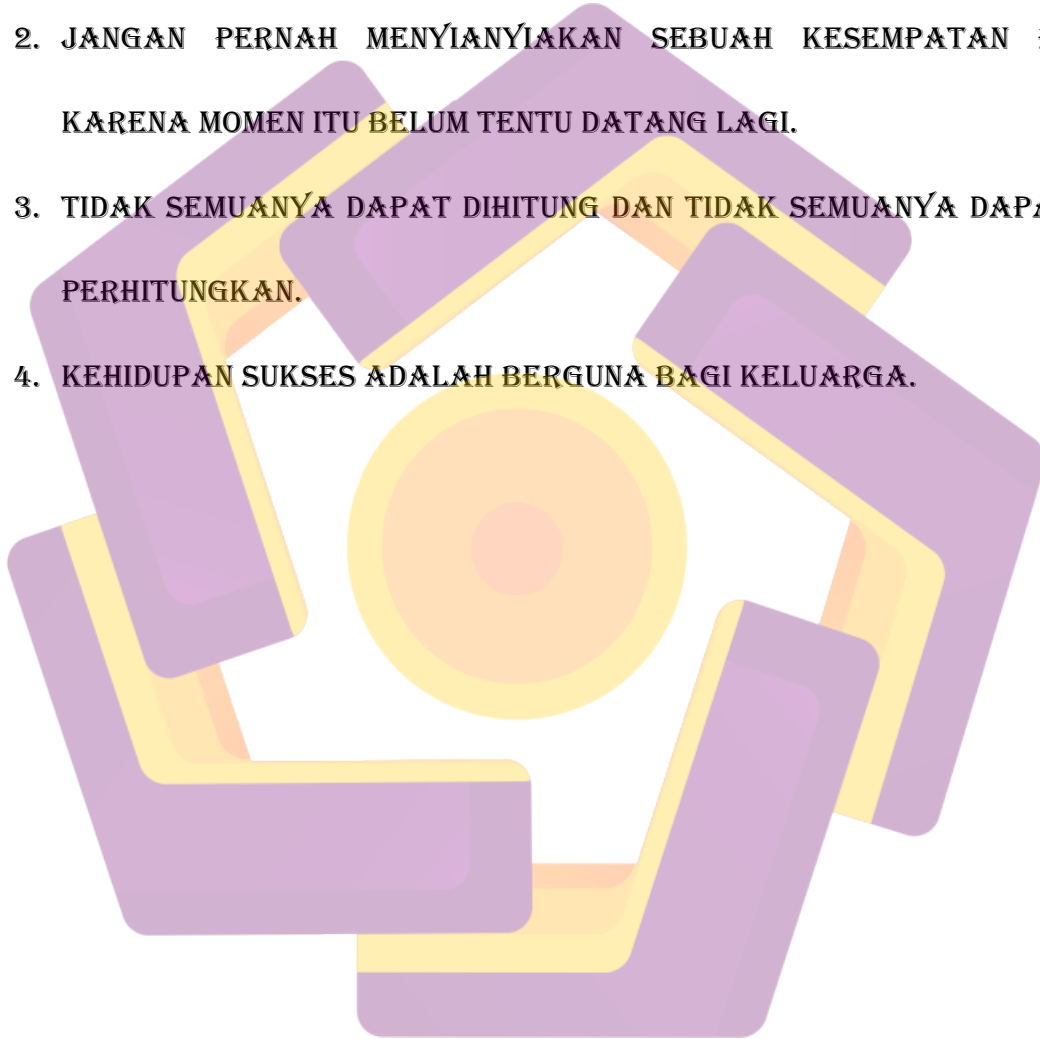 2. JANGAN PERNAH MENYIANYIAKAN SEBUAH KESEMPATAN
KARENA MOMEN ITU BELUM TENTU DATANG LAGI.
3. TIDAK SEMUANYA DAPAT DIHITUNG DAN TIDAK SEMUANYA
PERHITUNGKAN.
4. KEHIDUPAN SUKSES ADALAH BERGUNA BAGI KELUARGA.